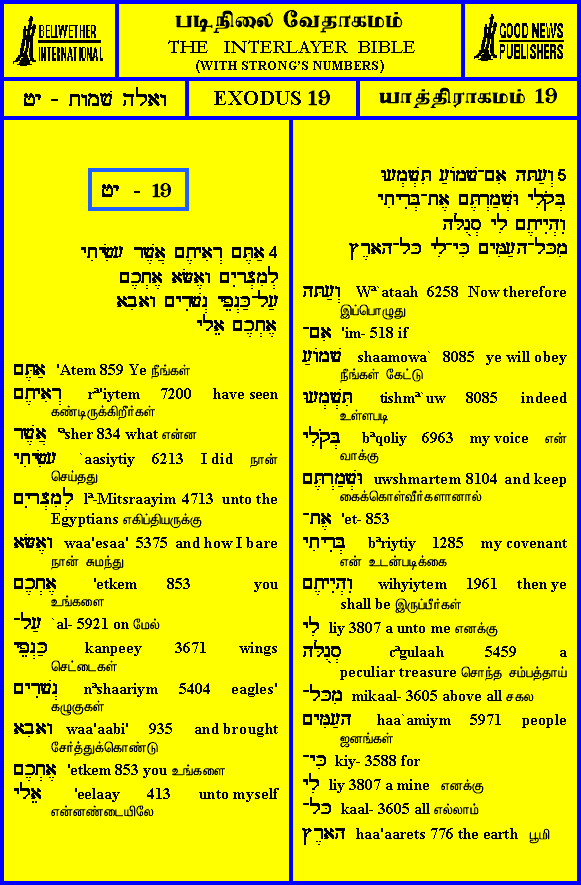 BELLWETHER
INTERNATIONAL
படிநிலை வேதாகமம்
THE INTERLAYER BIBLE
(WITH STRONG'S NUMBERS)
GOOD NEWS
PUBLISHERS
ואלה שמות - יט
EXODUS 19
யாத்திராகமம் 19
19 - יט
4 אַתֶּם רְאִיתֶם אֲשֶׁר עָשִׂיתִי
לְמִצְרָיִם וָאֶשָּׂא אֶתְכֶם
עַל־כַּנְפֵי נְשָׁרִים וָאָבִא
אֶתְכֶם אֵלָי
אַתֶּם 'Atem 859 Ye நீங்கள்
רְאִיתֶם rª'iytem 7200 have seen
கண்டிருக்கிறீர்கள்
אֲשֶׁר ªsher 834 what என்ன
עָשִׂיתִי `aasiytiy 6213 I did நான்
செய்தது
לְמִצְרָיִם lª-Mitsraayim 4713 unto the
Egyptians எகிப்தியருக்கு
וָאֶשָּׂא waa'esaa' 5375 and how I bare
நான் சுமந்து
אֶתְכֶם 'etkem 853 you
உங்களை
עַל־ `al- 5921 on மேல்
כַּנְפֵי kanpeey 3671 wings
செட்டைகள்
נְשָׁרִים nªshaariym 5404 eagles'
கழுகுகள்
וָאָבִא waa'aabi' 935 and brought
சேர்த்துக்கொண்டு
אֶתְכֶם 'etkem 853 you உங்களை
אֵלָי 'eelaay 413 unto myself
என்னண்டையிலே
5 וְעַתָּה אִם־שָׁמוֹעַ תִּשְׁמְעוּ
בְּקֹלִי וּשְׁמַרְתֶּם אֶת־בְּרִיתִי
וִהְיִיתֶם לִי סְגֻלָּה
מִכָּל־הָעַמִּים כִּי־לִי כָּל־הָאָרֶץ
וְעַתָּה Wª`ataah 6258 Now therefore
இப்பொழுது
אִם־ 'im- 518 if
שָׁמוֹעַ shaamowa` 8085 ye will obey
நீங்கள் கேட்டு
תִּשְׁמְעוּ tishmª`uw 8085 indeed
உள்ளபடி
בְּקֹלִי bªqoliy 6963 my voice என்
வாக்கு
וּשְׁמַרְתֶּם uwshmartem 8104 and keep
கைக்கொள்வீர்களானால்
אֶת־ 'et- 853
בְּרִיתִי bªriytiy 1285 my covenant
என் உடன்படிக்கை
וִהְיִיתֶם wihyiytem 1961 then ye
shall be இருப்பீர்கள்
לִי liy 3807 a unto me எனக்கு
סְגֻלָּה cªgulaah 5459 a
peculiar treasure சொந்த சம்பத்தாய்
מִכָּל־ mikaal- 3605 above all சகல
הָעַמִּים haa`amiym 5971 people
ஜனங்கள்
כִּי־ kiy- 3588 for
לִי liy 3807 a mine எனக்கு
כָּל־ kaal- 3605 all எல்லாம்
הָאָרֶץ haa'aarets 776 the earth பூமி